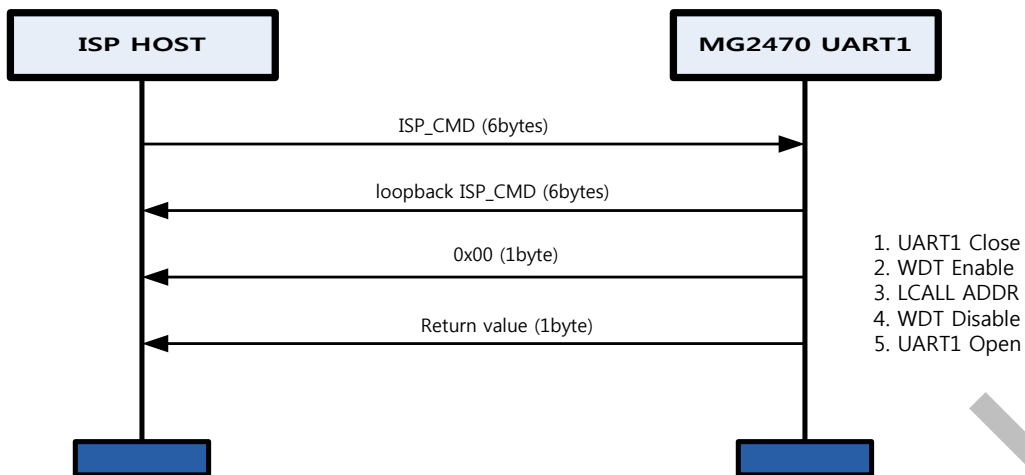 ISP HOST
MG2470 UART1
ISP_CMD (6bytes)
loopback ISP_CMD (6bytes)
0x00 (1byte)
Return value (1byte)
1. UART1 Close
2. WDT Enable
3. LCALL ADDR
4. WDT Disable
5. UART1 Open